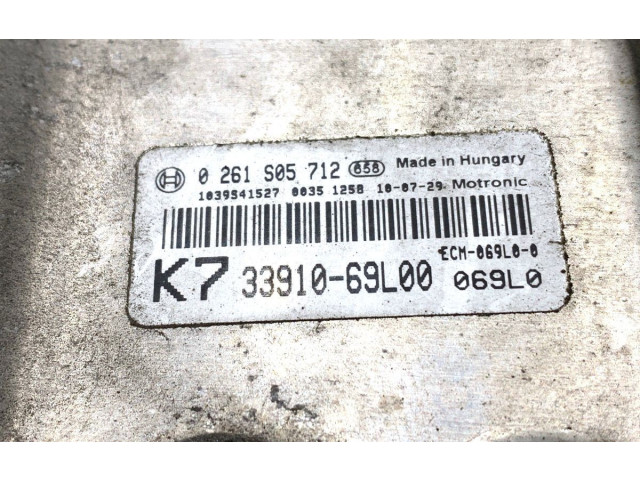 0 261 S05 712 658 Made in Hungary
1039S41527 0035 1258 10-07-29 Motronic
ECM-069L0-0
K7 33910-69L00 069L0